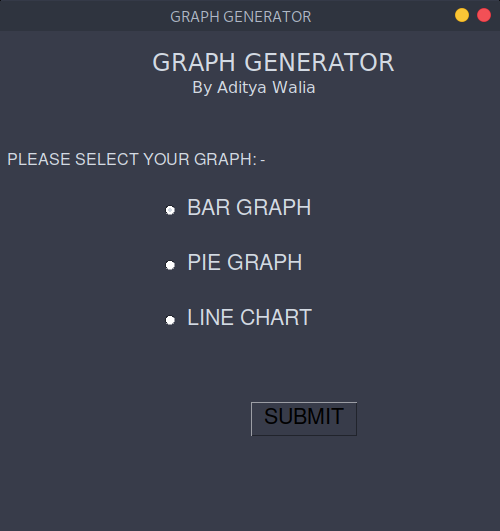 GRAPH GENERATOR
GRAPH GENERATOR
By Aditya Walia
PLEASE SELECT YOUR GRAPH: -
BAR GRAPH
PIE GRAPH
LINE CHART
SUBMIT